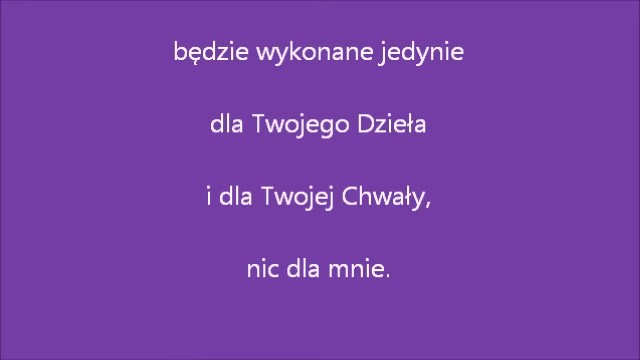 będzie wykonane jedynie
dla Twojego Dzieła
i dla Twojej Chwały,
nic dla mnie.